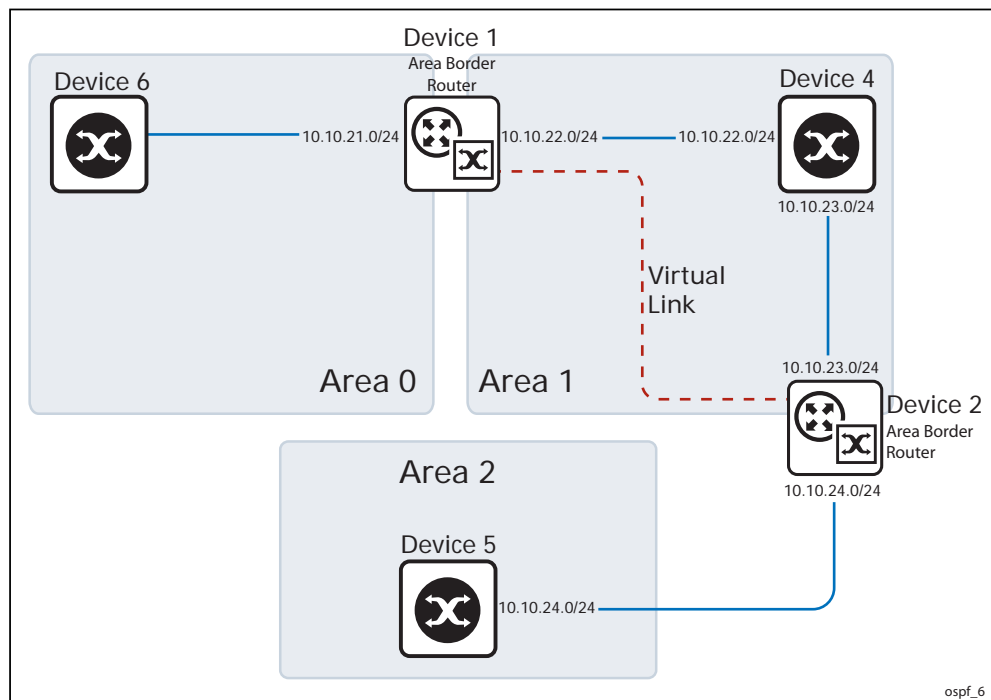 Device 1
Area Border
Router
Device 6
Device 4
10.10.21.0/24
10.10.22.0/24
10.10.22.0/24
10.10.23.0/24
Virtual
Link
10.10.23.0/24
Area 0
Area 1
Device 2
Area Border
Router
Area 2
10.10.24.0/24
Device 5
10.10.24.0/24
ospf_6